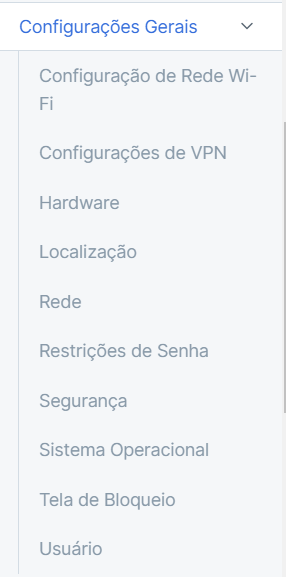 Configurações Gerais
Configuração de Rede Wi-
Fi
Configurações de VPN
Hardware
Localização
Rede
Restrições de Senha
Segurança
Sistema Operacional
Tela de Bloqueio
Usuário